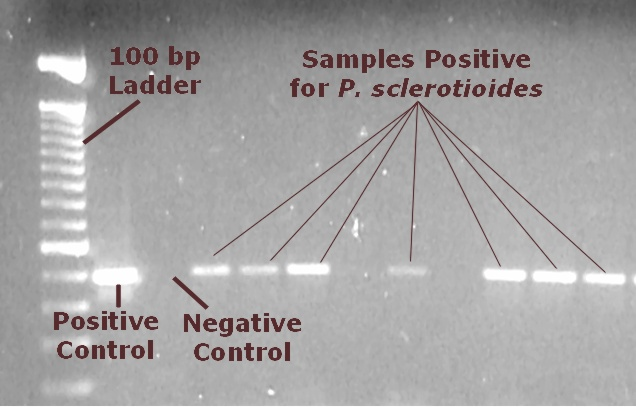 100 bp
Ladder
Samples Positive
for P. sclerotioides
Positive
Control
Negative
Control